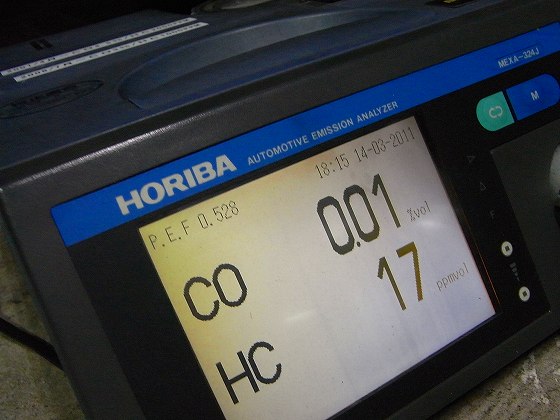 MEXA-324J
HORIBA AUTOMOTIVE EMISSION ANALYZER
M
P.E.F 0.528 18:15 14-03-2011
CO 0.01 %vol
HC 17 ppmvol